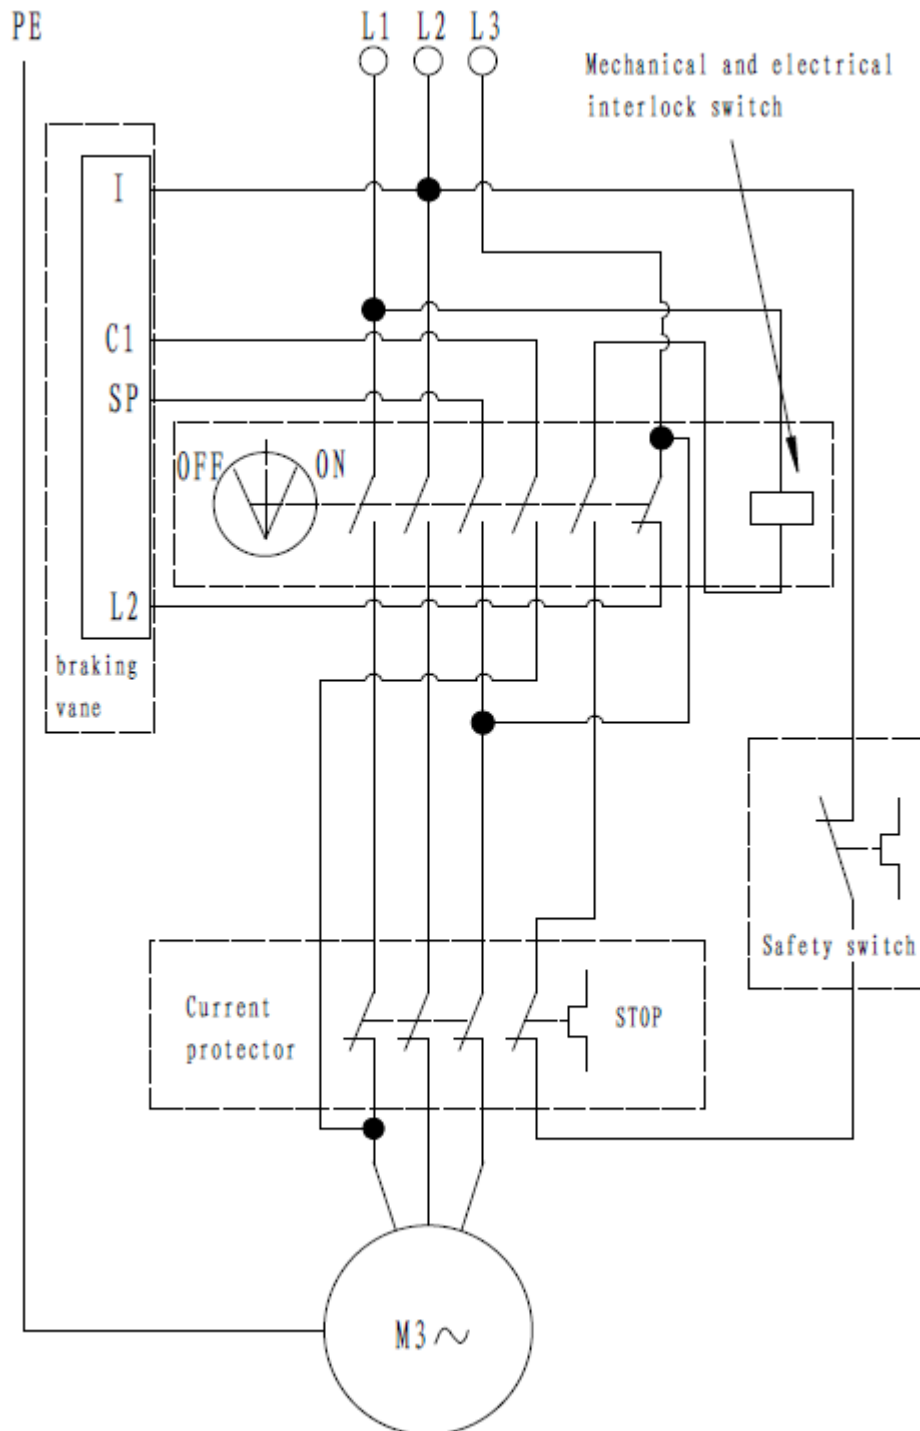 PE
L1 L2 L3
Mechanical and electrical
interlock switch
I
C1
SP
OFF ON
L2
braking
vane
Safety switch
Current
protector
STOP
M3~